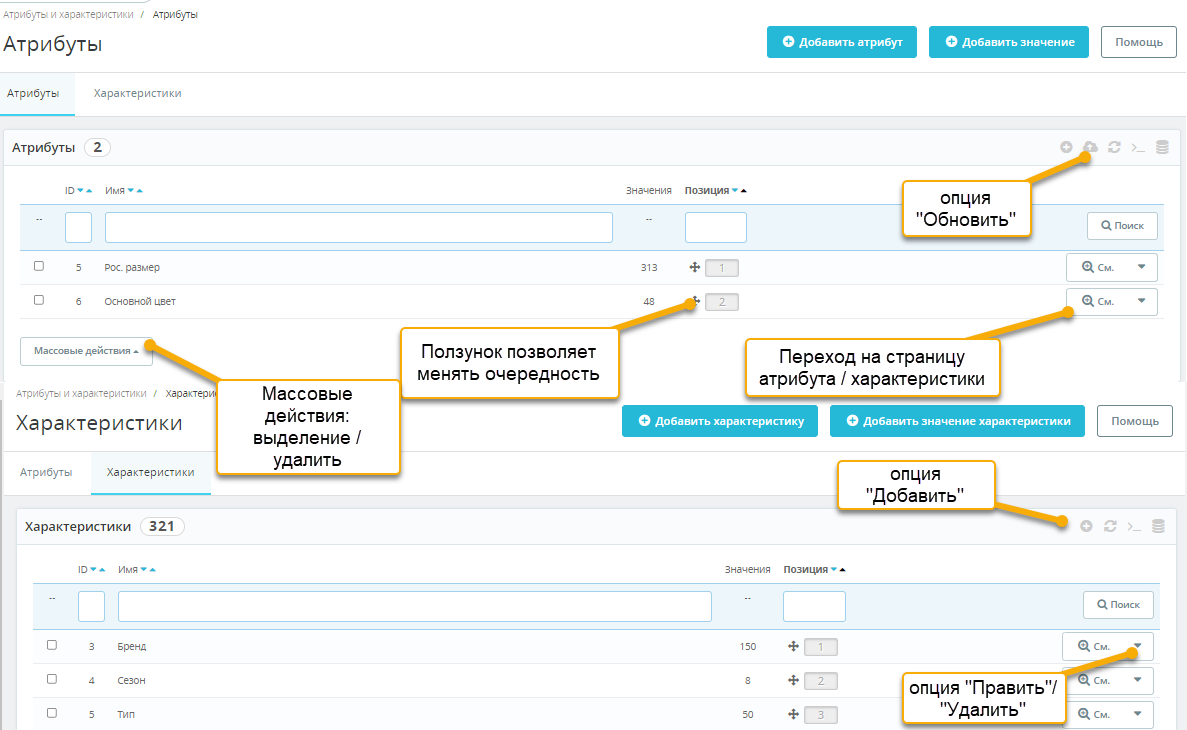 Атрибуты и характеристики / Атрибуты
Атрибуты
Добавить атрибут
Добавить значение
Помощь
Атрибуты
Характеристики
Атрибуты 2
опция
"Обновить"
ID Имя Значения Позиция
-- -- Поиск
5 Рос. размер 313 1 См.
6 Основной цвет 48 2 См.
Ползунок позволяет
менять очередность
Переход на страницу
атрибута / характеристики
Массовые действия
Массовые
действия:
выделение /
удалить
Атрибуты и характеристики /
Характеристики
Добавить характеристику
Добавить значение характеристики
Помощь
Атрибуты
Характеристики
опция
"Добавить"
Характеристики 321
ID Имя Значения Позиция
-- -- Поиск
3 Бренд 150 1 См.
4 Сезон 8 2 См.
опция "Править"/
"Удалить"
5 Тип 50 3 См.